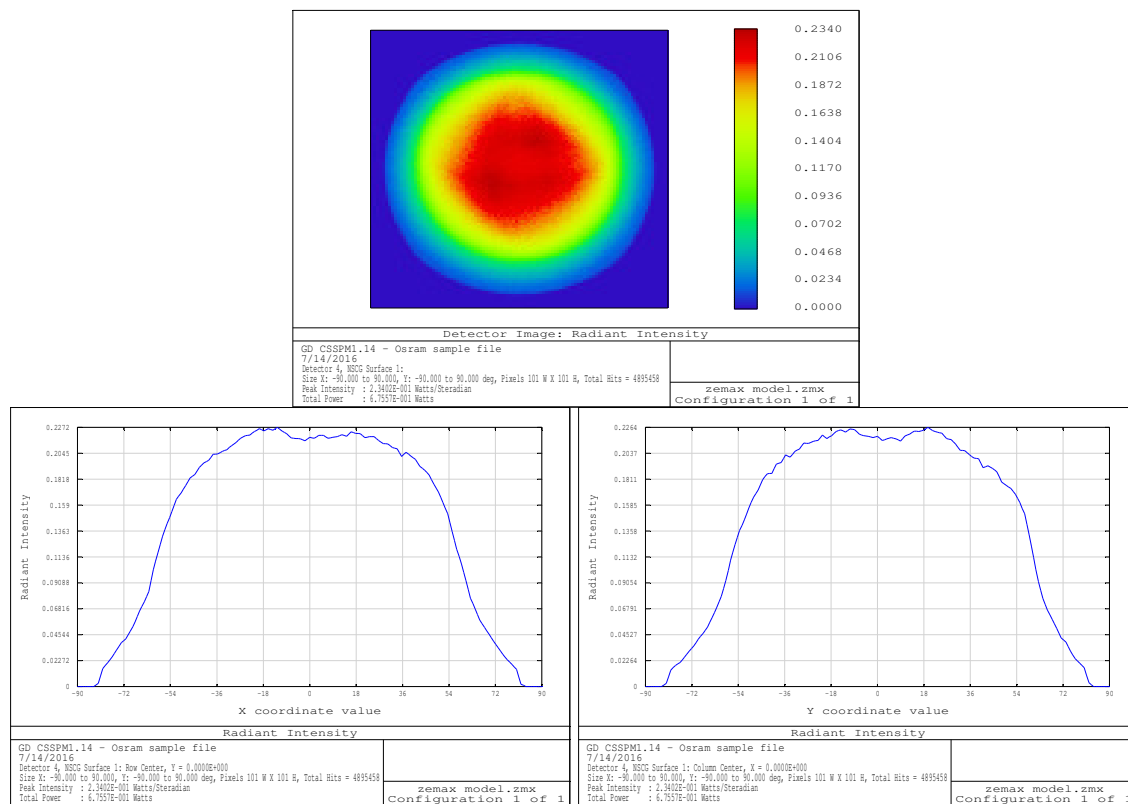 0.2340
0.2106
0.1872
0.1638
0.1404
0.1170
0.0936
0.0702
0.0468
0.0234
0.0000
Detector Image: Radiant Intensity
GD CSSPM1.14 - Osram sample file
7/14/2016
Detector 4, NSCG Surface 1:
Size X: -90.000 to 90.000, Y: -90.000 to 90.000 deg, Pixels 101 W X 101 H, Total Hits = 4895458
Peak Intensity : 2.3402E-001 Watts/Steradian
Total Power : 6.7557E-001 Watts
zemax model.zmx
Configuration 1 of 1
Radiant Intensity
0.2272
0.2045
0.1818
0.159
0.1363
0.1136
0.09088
0.06816
0.04544
0.02272
0
-90 -72 -54 -36 -18 0 18 36 54 72 90
X coordinate value
Radiant Intensity
GD CSSPM1.14 - Osram sample file
7/14/2016
Detector 4, NSCG Surface 1: Row Center, Y = 0.0000E+000
Size X: -90.000 to 90.000, Y: -90.000 to 90.000 deg, Pixels 101 W X 101 H, Total Hits = 4895458
Peak Intensity : 2.3402E-001 Watts/Steradian
Total Power : 6.7557E-001 Watts
zemax model.zmx
Configuration 1 of 1
Radiant Intensity
0.2264
0.2037
0.1811
0.1585
0.1358
0.1132
0.09054
0.06791
0.04527
0.02264
0
-90 -72 -54 -36 -18 0 18 36 54 72 90
Y coordinate value
Radiant Intensity
GD CSSPM1.14 - Osram sample file
7/14/2016
Detector 4, NSCG Surface 1: Column Center, X = 0.0000E+000
Size X: -90.000 to 90.000, Y: -90.000 to 90.000 deg, Pixels 101 W X 101 H, Total Hits = 4895458
Peak Intensity : 2.3402E-001 Watts/Steradian
Total Power : 6.7557E-001 Watts
zemax model.zmx
Configuration 1 of 1